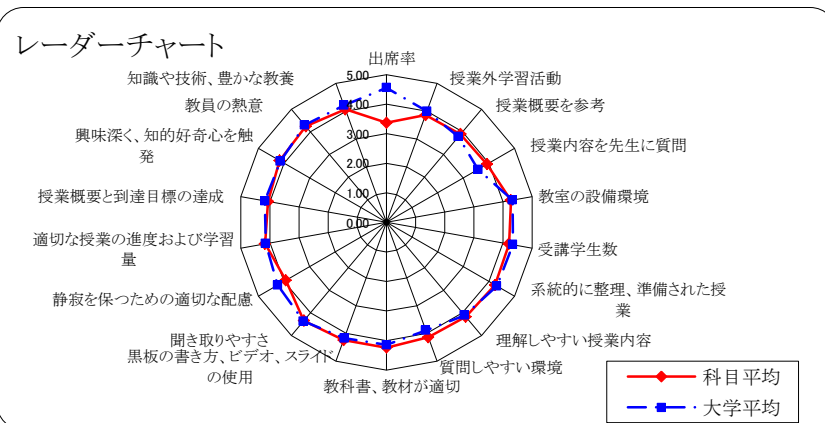 レーダーチャート
出席率
授業外学習活動
授業概要を参考
授業内容を先生に質問
教室の設備環境
受講学生数
系統的に整理、準備された授
業
理解しやすい授業内容
質問しやすい環境
教科書、教材が適切
黒板の書き方、ビデオ、スライド
の使用
聞き取りやすさ
静寂を保つための適切な配慮
適切な授業の進度および学習
量
授業概要と到達目標の達成
興味深く、知的好奇心を触
発
教員の熱意
知識や技術、豊かな教養
5.00
4.00
3.00
2.00
1.00
0.00
科目平均
大学平均